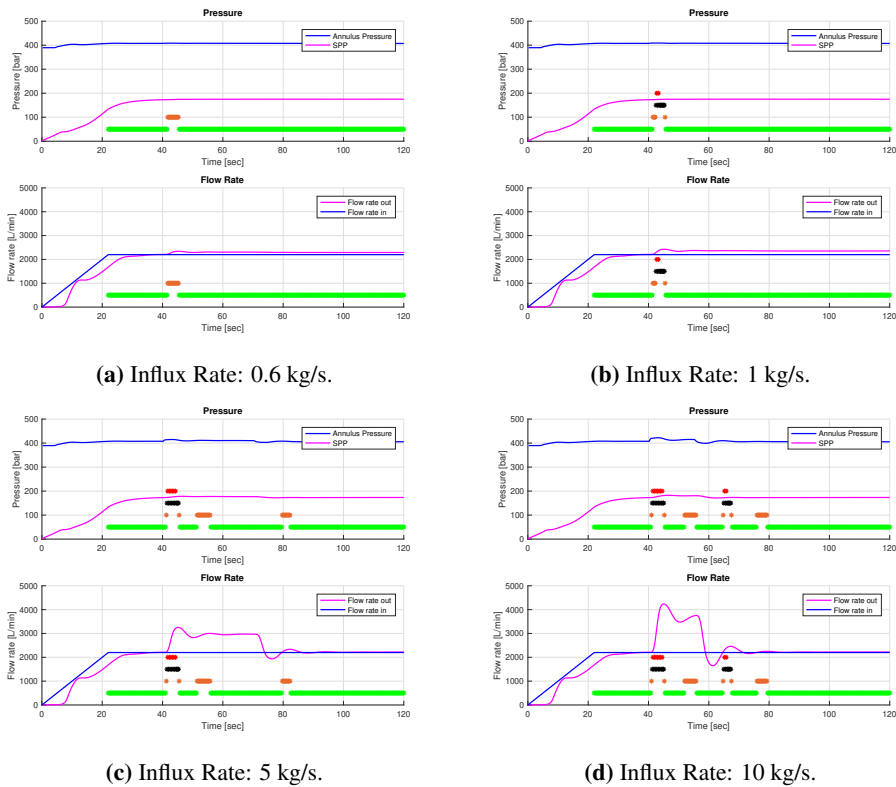 Pressure
500
400
300
200
100
0
Pressure [bar]
Annulus Pressure
SPP
0 20 40 60 80 100 120
Time [sec]
Flow Rate
5000
4000
3000
2000
1000
0
Flow rate [L/min]
Flow rate out
Flow rate in
0 20 40 60 80 100 120
Time [sec]
(a) Influx Rate: 0.6 kg/s.
Pressure
500
400
300
200
100
0
Pressure [bar]
Annulus Pressure
SPP
0 20 40 60 80 100 120
Time [sec]
Flow Rate
5000
4000
3000
2000
1000
0
Flow rate [L/min]
Flow rate out
Flow rate in
0 20 40 60 80 100 120
Time [sec]
(b) Influx Rate: 1 kg/s.
Pressure
500
400
300
200
100
0
Pressure [bar]
Annulus Pressure
SPP
0 20 40 60 80 100 120
Time [sec]
Flow Rate
5000
4000
3000
2000
1000
0
Flow rate [L/min]
Flow rate out
Flow rate in
0 20 40 60 80 100 120
Time [sec]
(c) Influx Rate: 5 kg/s.
Pressure
500
400
300
200
100
0
Pressure [bar]
Annulus Pressure
SPP
0 20 40 60 80 100 120
Time [sec]
Flow Rate
5000
4000
3000
2000
1000
0
Flow rate [L/min]
Flow rate out
Flow rate in
0 20 40 60 80 100 120
Time [sec]
(d) Influx Rate: 10 kg/s.